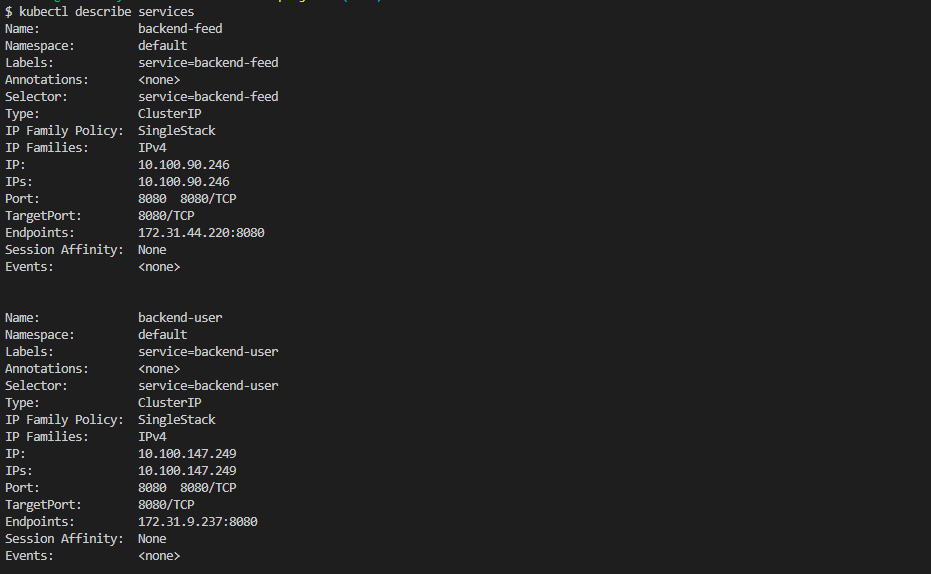 $ kubectl describe services
Name:              backend-feed
Namespace:         default
Labels:            service=backend-feed
Annotations:       <none>
Selector:          service=backend-feed
Type:              ClusterIP
IP Family Policy:  SingleStack
IP Families:       IPv4
IP:                10.100.90.246
IPs:               10.100.90.246
Port:              8080  8080/TCP
TargetPort:        8080/TCP
Endpoints:         172.31.44.220:8080
Session Affinity:  None
Events:            <none>
Name:              backend-user
Namespace:         default
Labels:            service=backend-user
Annotations:       <none>
Selector:          service=backend-user
Type:              ClusterIP
IP Family Policy:  SingleStack
IP Families:       IPv4
IP:                10.100.147.249
IPs:               10.100.147.249
Port:              8080  8080/TCP
TargetPort:        8080/TCP
Endpoints:         172.31.9.237:8080
Session Affinity:  None
Events:            <none>